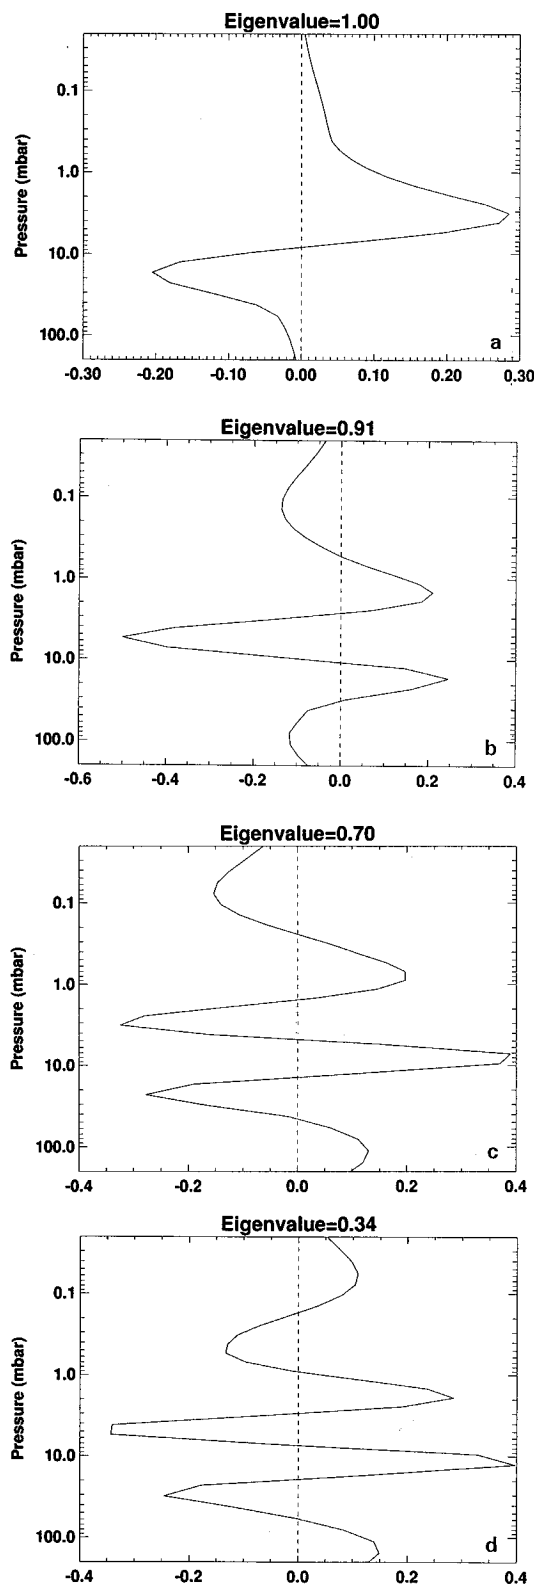 Eigenvalue=1.00
0.1
1.0
10.0
100.0
Pressure (mbar)
a
-0.30 -0.20 -0.10 0.00 0.10 0.20 0.30
Eigenvalue=0.91
0.1
1.0
10.0
100.0
Pressure (mbar)
b
-0.6 -0.4 -0.2 0.0 0.2 0.4
Eigenvalue=0.70
0.1
1.0
10.0
100.0
Pressure (mbar)
c
-0.4 -0.2 0.0 0.2 0.4
Eigenvalue=0.34
0.1
1.0
10.0
100.0
Pressure (mbar)
d
-0.4 -0.2 0.0 0.2 0.4